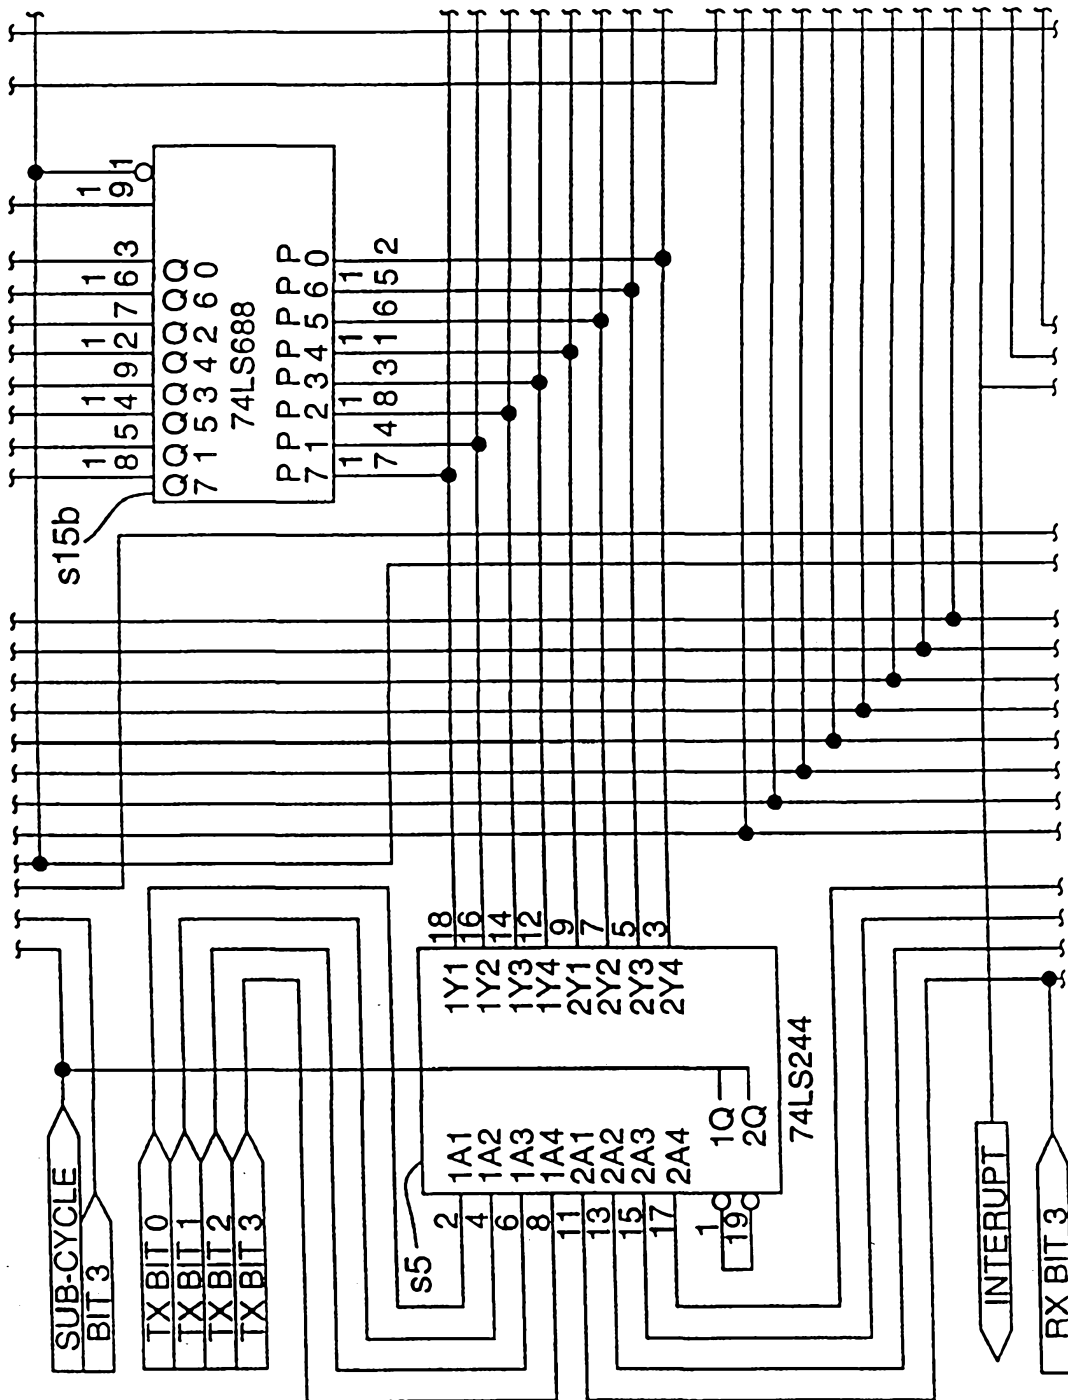 SUB-CYCLE
BIT 3
TX BIT 0
TX BIT 1
TX BIT 2
TX BIT 3
s15b
18 5 14 9 12 7 16 3 19 1
Q7 Q1 Q5 Q3 Q4 Q2 Q6 Q0
74LS688
P7 P1 P2 P3 P4 P5 P6 P0
17 4 18 3 11 6 15 2
s5
2 1A1 1Y1 18
4 1A2 1Y2 16
6 1A3 1Y3 14
8 1A4 1Y4 12
11 2A1 2Y1 9
13 2A2 2Y2 7
15 2A3 2Y3 5
17 2A4 2Y4 3
1 1Q
19 2Q
74LS244
INTERUPT
RX BIT 3